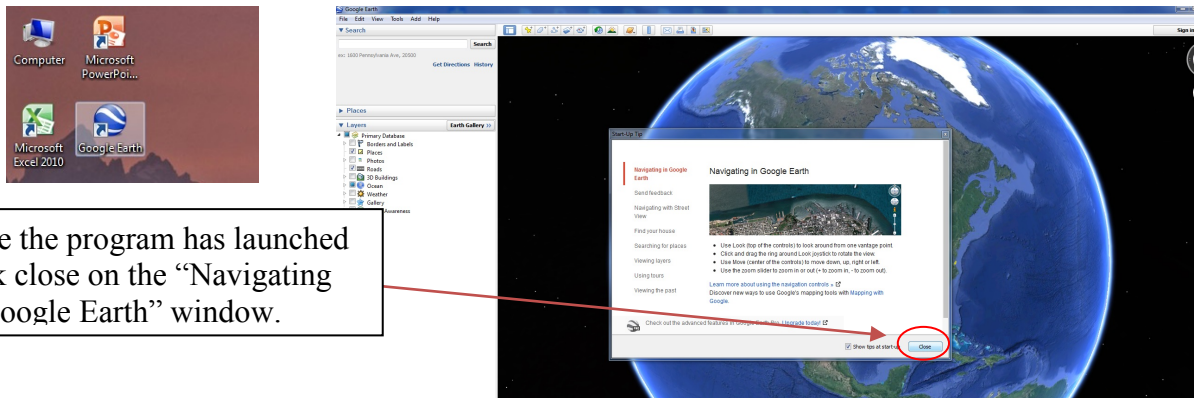 Computer
Microsoft
PowerPoi...
Microsoft
Excel 2010
Google Earth
e the program has launched
k close on the “Navigating
oogle Earth” window.
Google Earth
File Edit View Tools Add Help
Search
Search
ex: 1600 Pennsylvania Ave, 20500
Get Directions History
Places
Layers
Earth Gallery »
Primary Database
Borders and Labels
Places
Photos
Roads
3D Buildings
Ocean
Weather
Gallery
Awareness
Sign in
Start-Up Tip
Navigating in Google
Earth
Send feedback
Navigating with Street
View
Find your house
Searching for places
Viewing layers
Using tours
Viewing the past
Navigating in Google Earth
Use Look (top of the controls) to look around from one vantage point.
Click and drag the ring around Look joystick to rotate the view.
Use Move (center of the controls) to move down, up, right or left.
Use the zoom slider to zoom in or out (+ to zoom in, - to zoom out).
Learn more about using the navigation controls »
Discover new ways to use Google's mapping tools with Mapping with
Google.
Check out the advanced features in Google Earth Pro. Upgrade today!
Show tips at start-up
Close